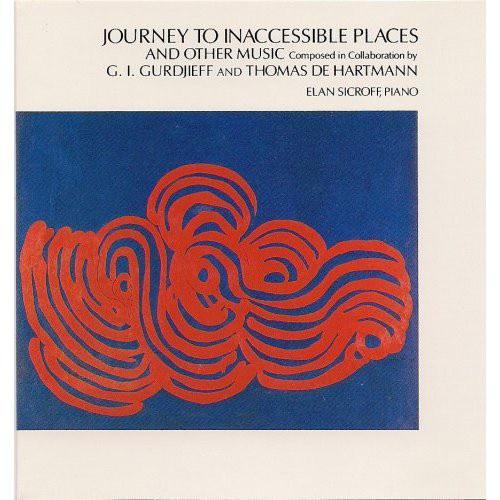 JOURNEY TO INACCESSIBLE PLACES
AND OTHER MUSIC Composed in Collaboration by
G. I. GURDJIEFF AND THOMAS DE HARTMANN
ELAN SICROFF, PIANO